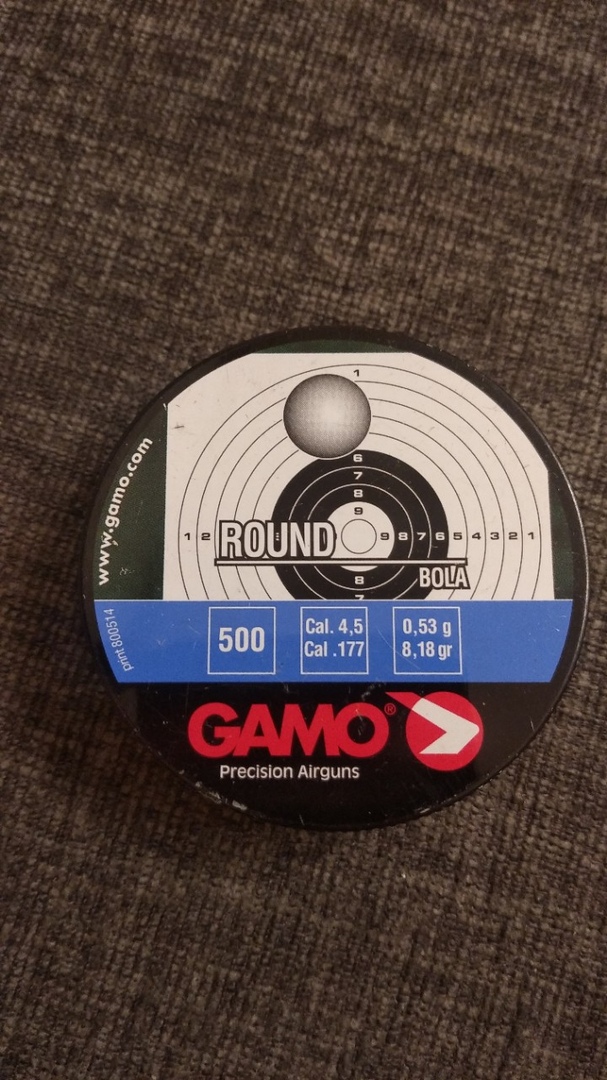 www.gamo.com
1
6
7
8
9
1 2 ROUND 9 8 7 6 5 4 3 2 1
8 BOLA
7
print 800514
500
Cal. 4,5
Cal .177
0,53 g
8,18 gr
GAMO®
Precision Airguns